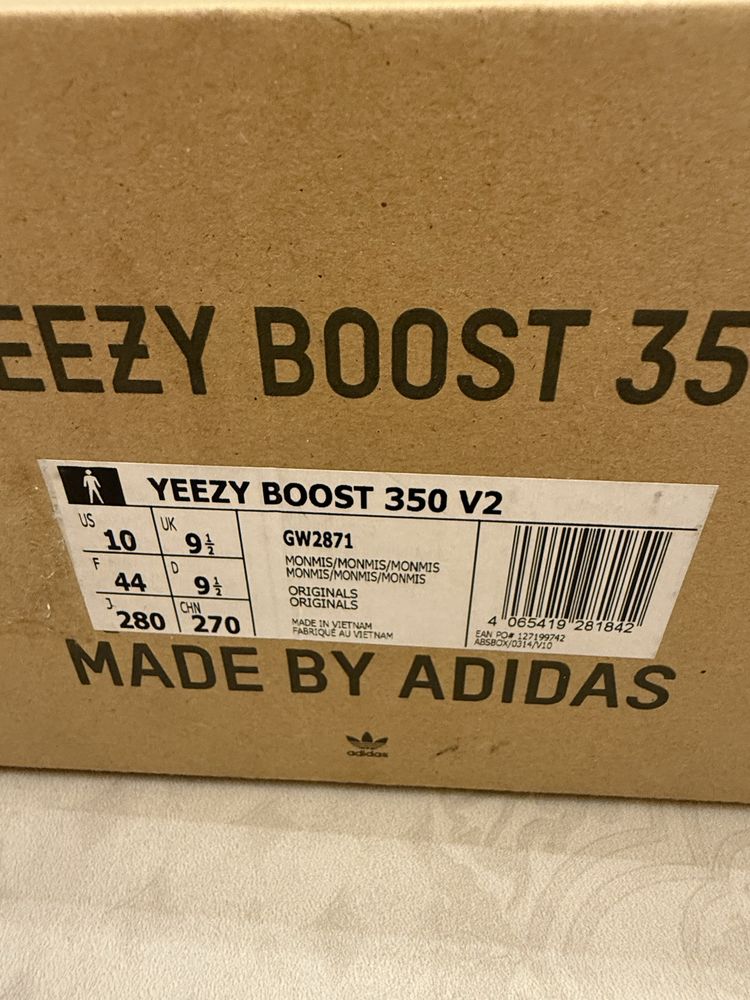 EEZY BOOST 35
YEEZY BOOST 350 V2
US 10 UK 9½
F 44 D 9½
J 280 CHN 270
GW2871
MONMIS/MONMIS/MONMIS
MONMIS/MONMIS/MONMIS
ORIGINALS
ORIGINALS
MADE IN VIETNAM
FABRIQUÉ AU VIETNAM
4 065419 281842
EAN PO# 127199742
ABSBOX/0314/V10
MADE BY ADIDAS
adidas